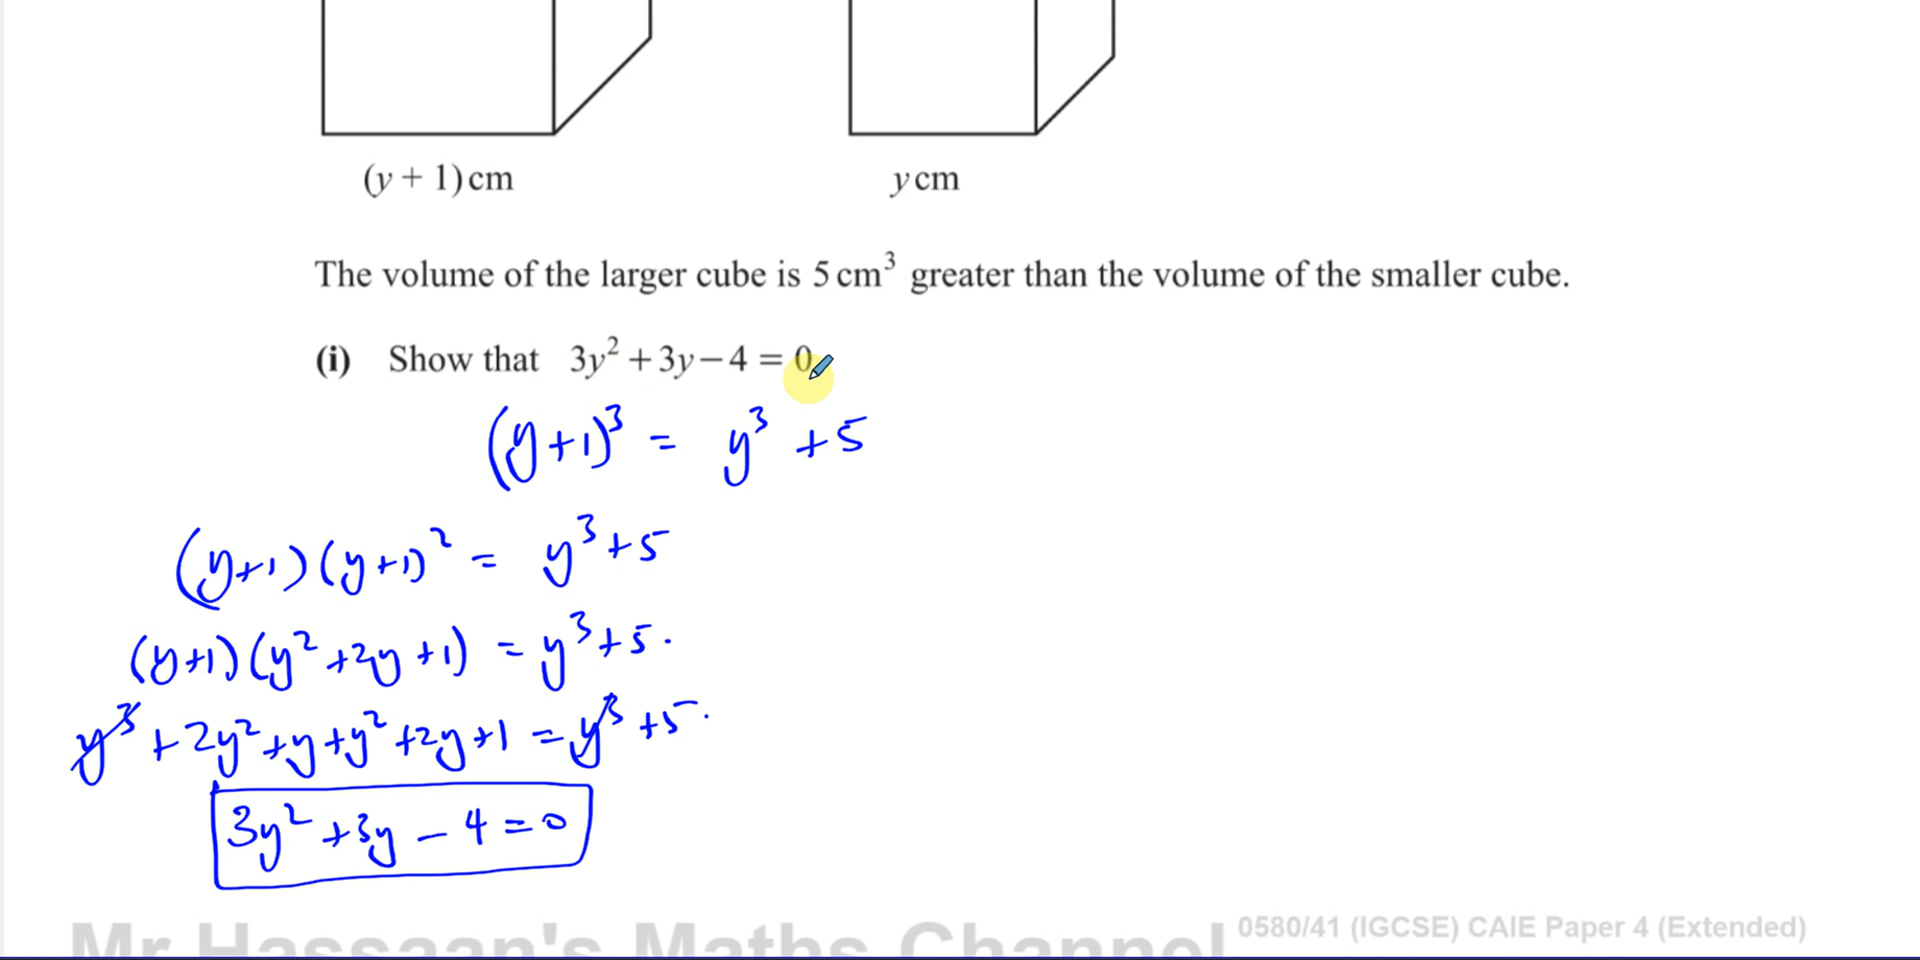 (y + 1) cm
y cm
The volume of the larger cube is 5 cm³ greater than the volume of the smaller cube.
(i) Show that 3y² + 3y − 4 = 0
(y+1)³ = y³ + 5
(y+1)(y+1)² = y³ + 5
(y+1)(y² + 2y + 1) = y³ + 5.
y³ + 2y² + y + y² + 2y + 1 = y³ + 5.
3y² + 3y − 4 = 0
Mr Hassaan's Maths Channel
0580/41 (IGCSE) CAIE Paper 4 (Extended)